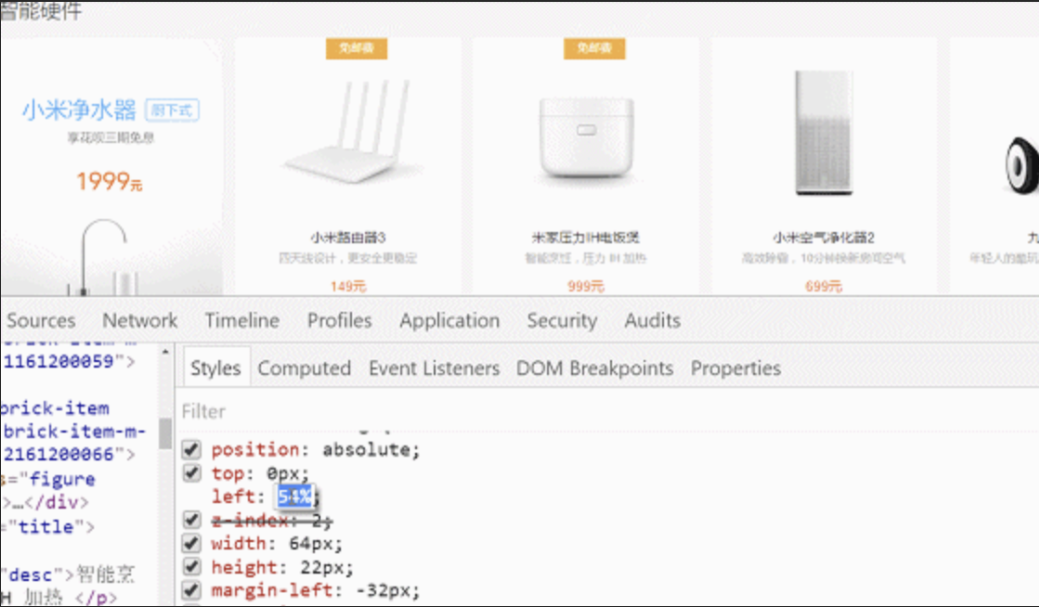 智能硬件
免邮费
免邮费
小米净水器 厨下式
享花呗三期免息
1999元
小米路由器3
四天线设计，更安全更稳定
149元
米家压力IH电饭煲
智能烹饪，压力 IH 加热
999元
小米空气净化器2
高效除霾，10分钟换新房间空气
699元
九
年轻人的酷玩
Sources Network Timeline Profiles Application Security Audits
1161200059">
brick-item
brick-item-m-
2161200066">
s="figure
>…</div>
="title">
"desc">智能烹
H 加热 </p>
Styles Computed Event Listeners DOM Breakpoints Properties
Filter
position: absolute;
top: 0px;
left: 54%;
z-index: 2;
width: 64px;
height: 22px;
margin-left: -32px;